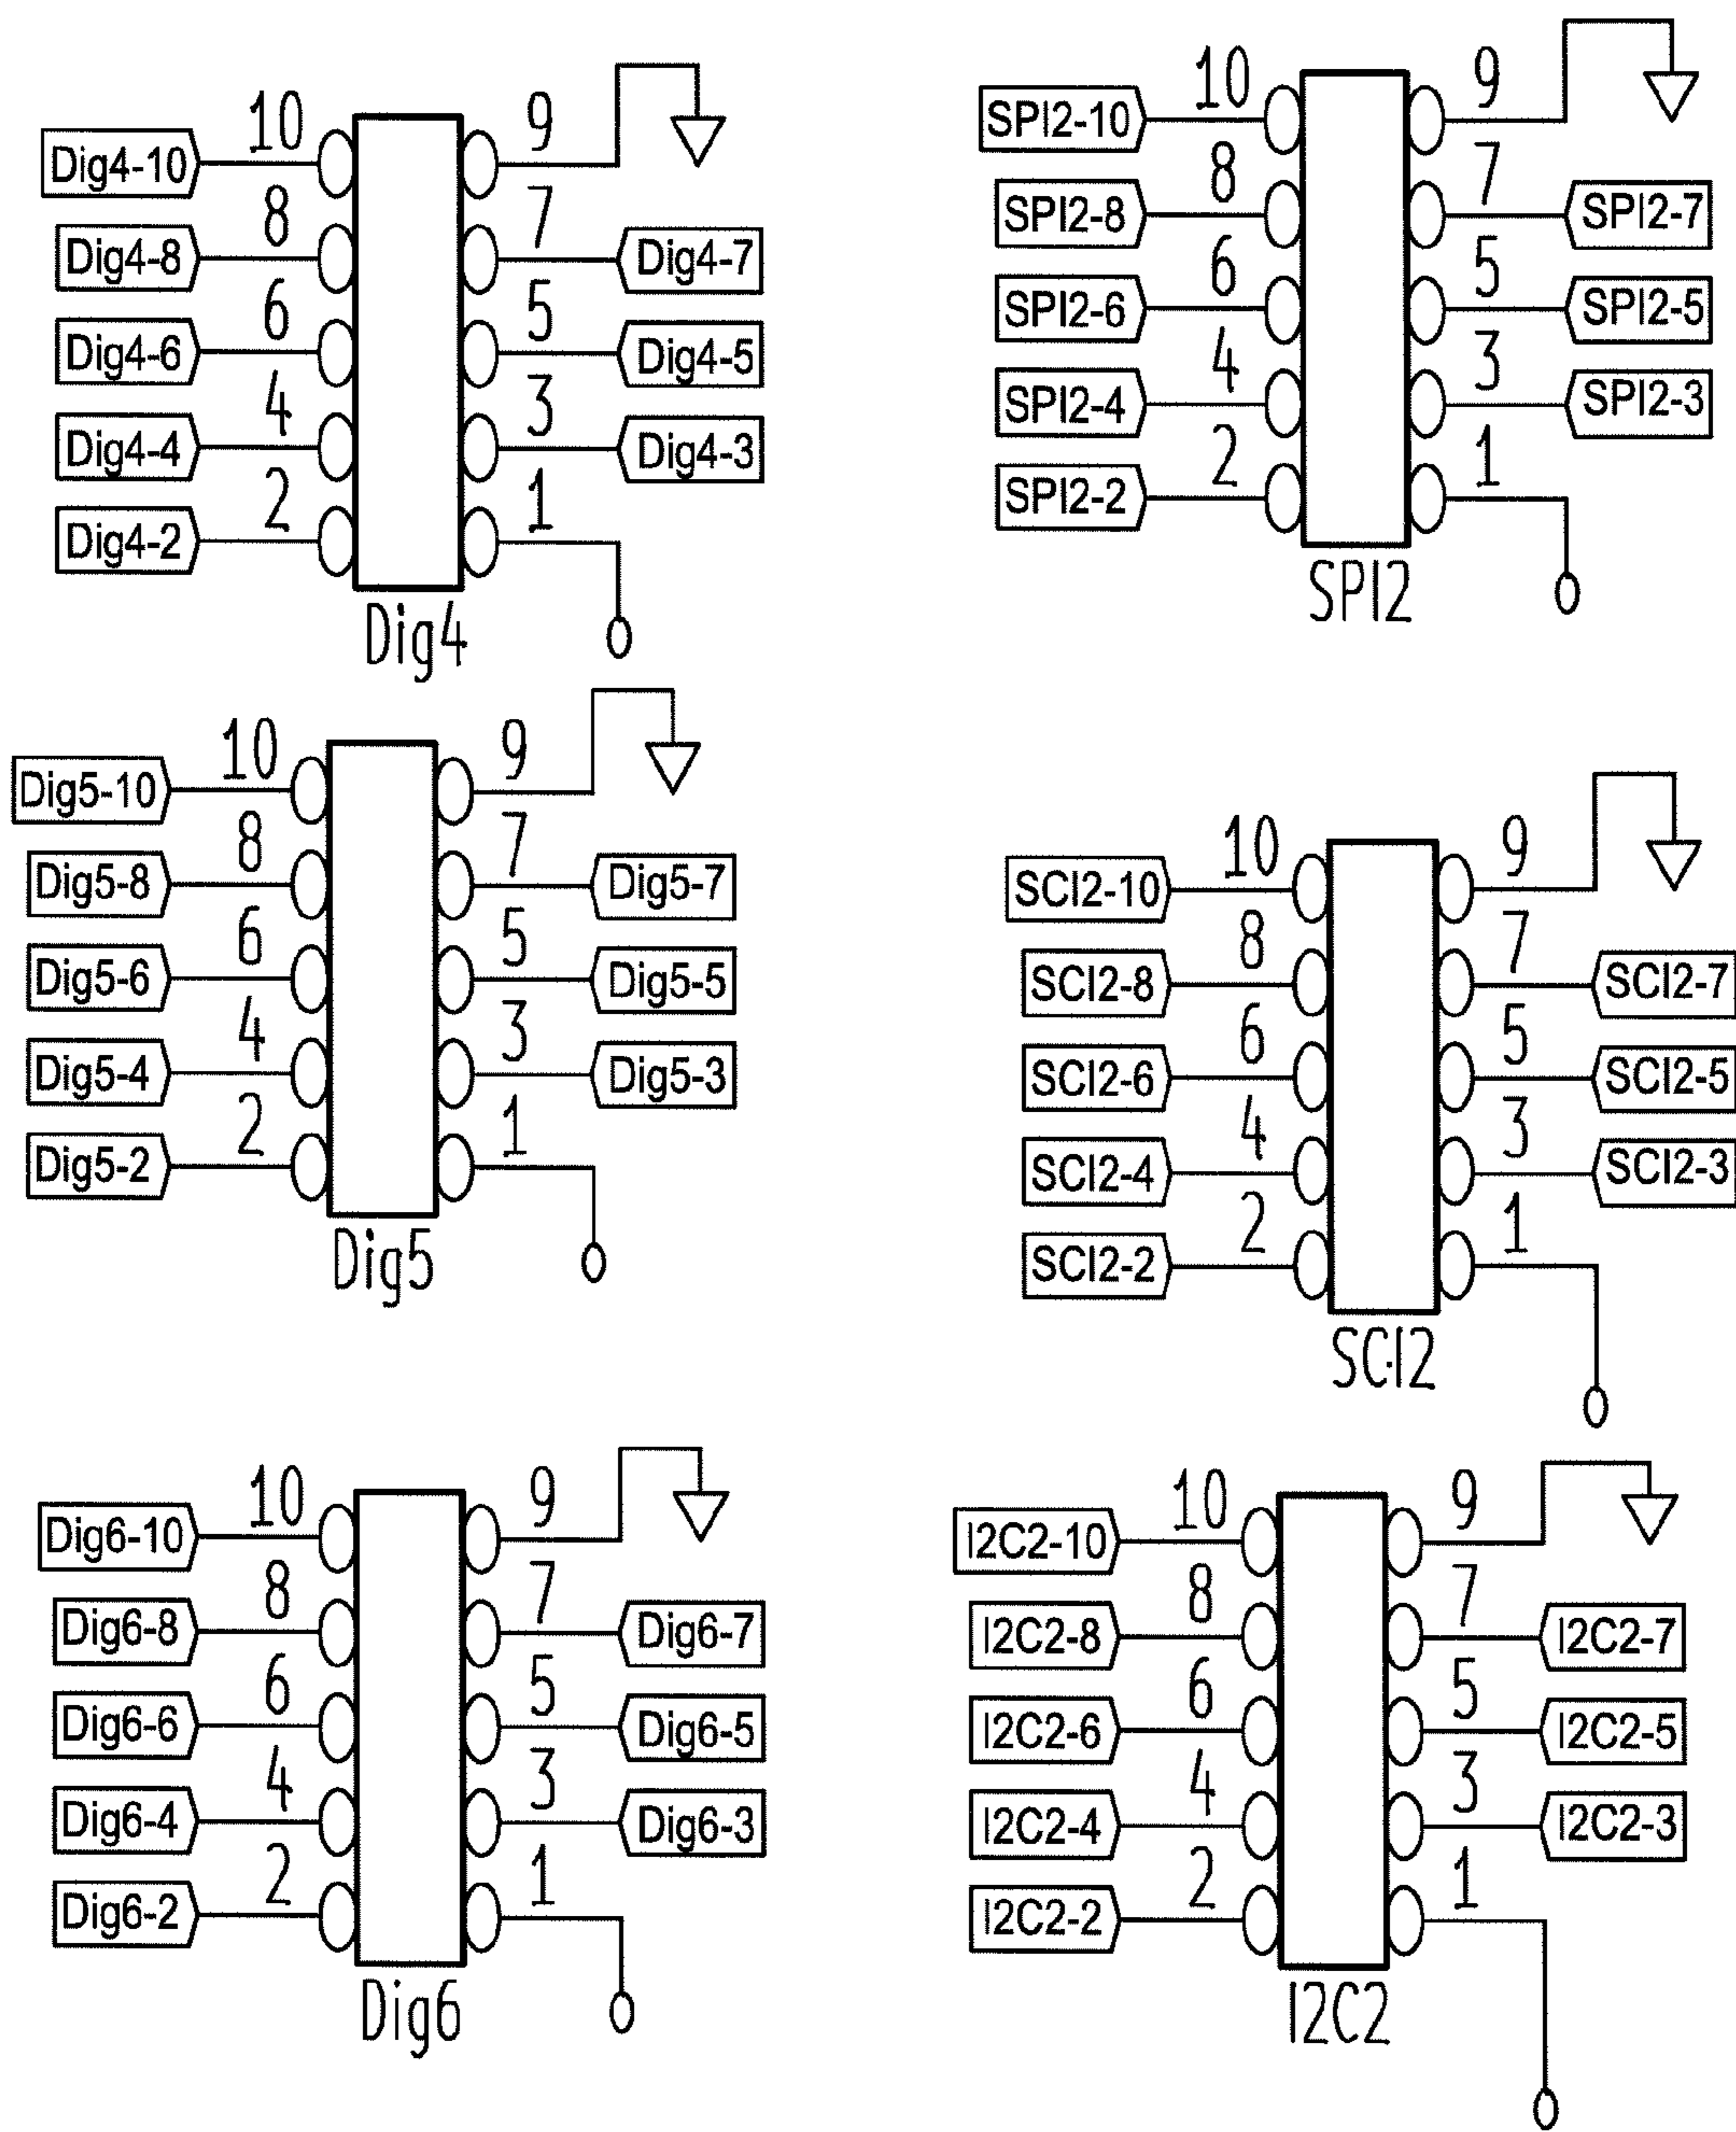 10 9
Dig4-10
8 7
Dig4-8 Dig4-7
6 5
Dig4-6 Dig4-5
4 3
Dig4-4 Dig4-3
2 1
Dig4-2
Dig4
10 9
Dig5-10
8 7
Dig5-8 Dig5-7
6 5
Dig5-6 Dig5-5
4 3
Dig5-4 Dig5-3
2 1
Dig5-2
Dig5
10 9
Dig6-10
8 7
Dig6-8 Dig6-7
6 5
Dig6-6 Dig6-5
4 3
Dig6-4 Dig6-3
2 1
Dig6-2
Dig6
10 9
SPI2-10
8 7
SPI2-8 SPI2-7
6 5
SPI2-6 SPI2-5
4 3
SPI2-4 SPI2-3
2 1
SPI2-2
SPI2
10 9
SCI2-10
8 7
SCI2-8 SCI2-7
6 5
SCI2-6 SCI2-5
4 3
SCI2-4 SCI2-3
2 1
SCI2-2
SCI2
10 9
I2C2-10
8 7
I2C2-8 I2C2-7
6 5
I2C2-6 I2C2-5
4 3
I2C2-4 I2C2-3
2 1
I2C2-2
I2C2